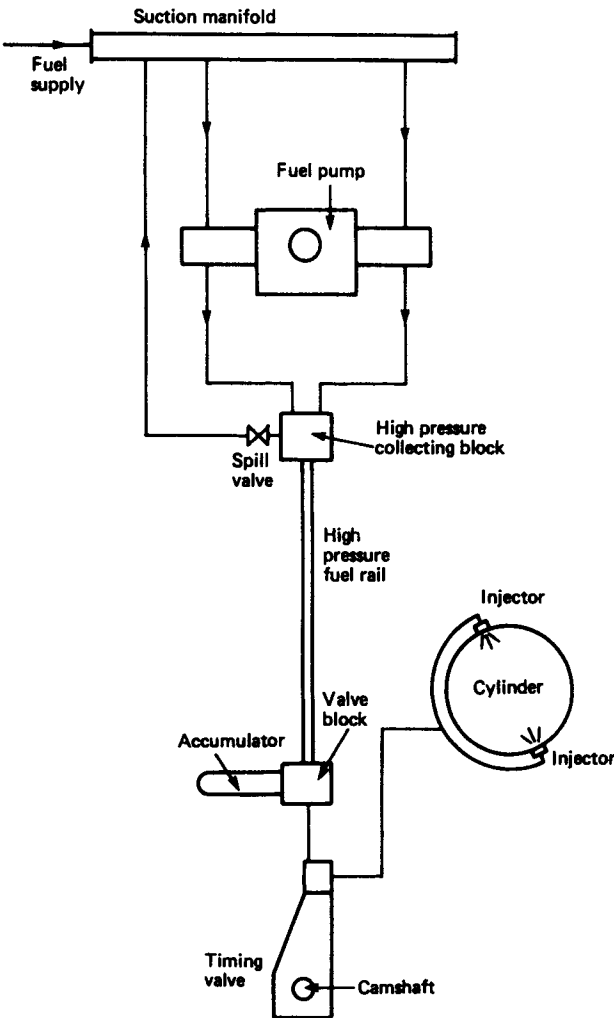 Suction manifold
Fuel
supply
Fuel pump
High pressure
collecting block
Spill
valve
High
pressure
fuel rail
Injector
Cylinder
Valve
block
Accumulator
Injector
Timing
valve
Camshaft